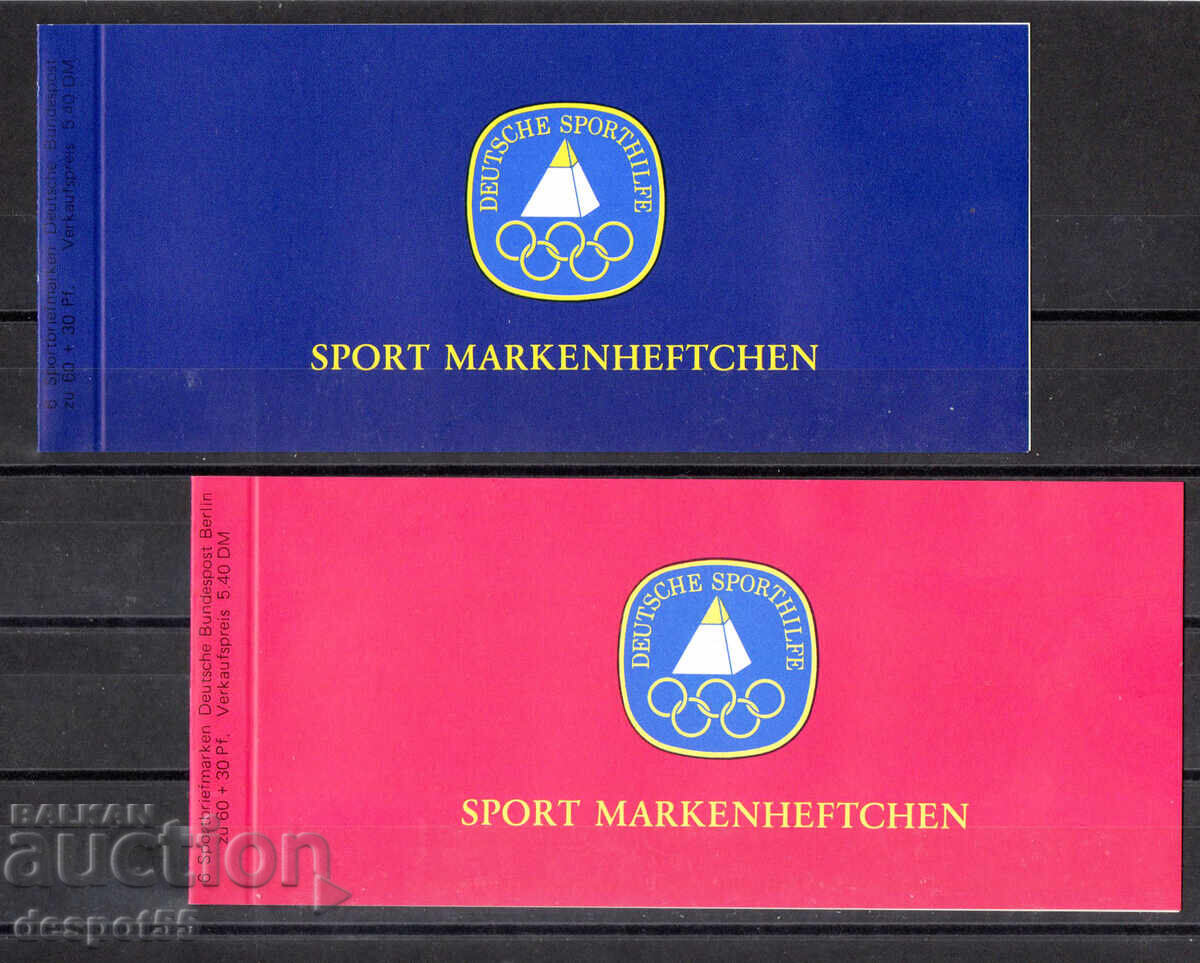 6 Sportbriefmarken Deutsche Bundespost
zu 60 + 30 Pf. Verkaufspreis 5.40 DM
DEUTSCHE SPORTHILFE
SPORT MARKENHEFTCHEN
6 Sportbriefmarken Deutsche Bundespost Berlin
zu 60 + 30 Pf. Verkaufspreis 5.40 DM
DEUTSCHE SPORTHILFE
SPORT MARKENHEFTCHEN
BALKAN
auction
despot55